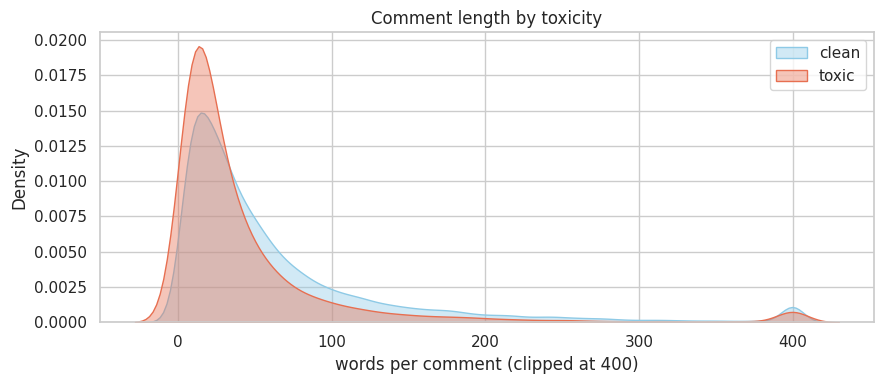 Comment length by toxicity
clean
toxic
Density
0.0200
0.0175
0.0150
0.0125
0.0100
0.0075
0.0050
0.0025
0.0000
0 100 200 300 400
words per comment (clipped at 400)